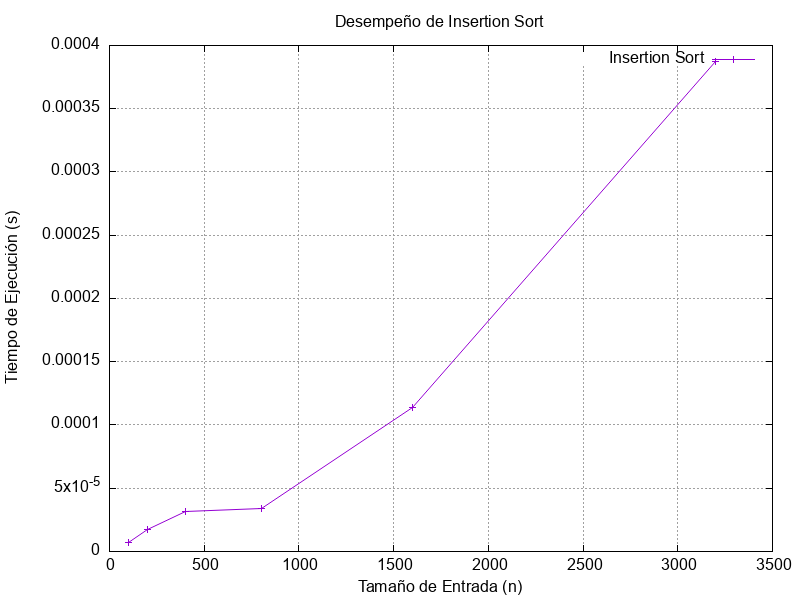 Desempeño de Insertion Sort
Insertion Sort
0.0004
0.00035
0.0003
0.00025
0.0002
0.00015
0.0001
5x10-5
0
Tiempo de Ejecución (s)
0 500 1000 1500 2000 2500 3000 3500
Tamaño de Entrada (n)